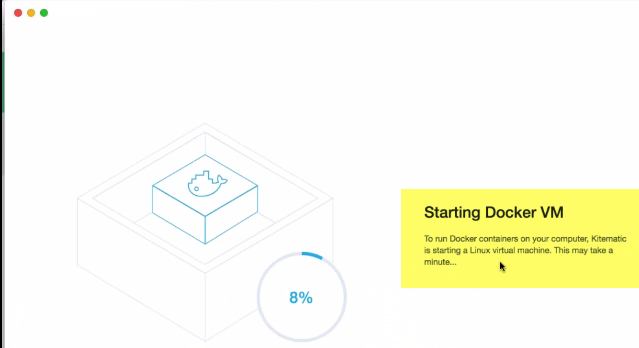 Starting Docker VM
To run Docker containers on your computer, Kitematic
is starting a Linux virtual machine. This may take a
minute...
8%